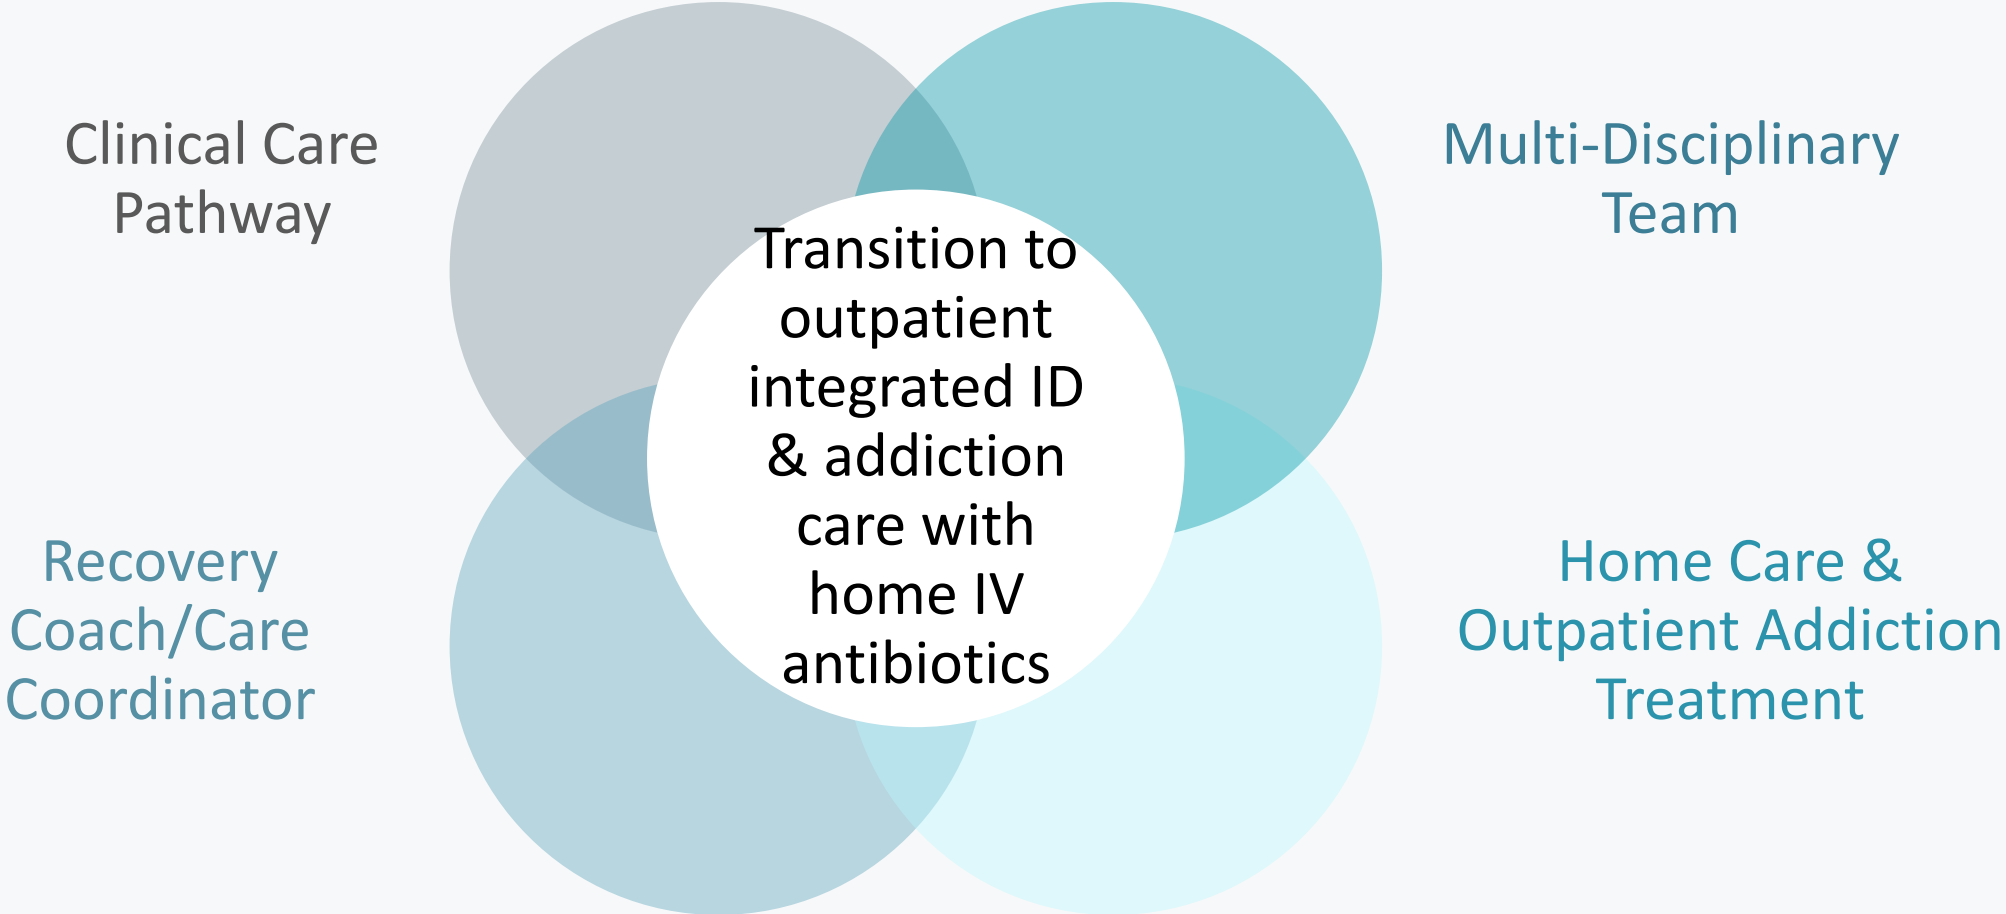 Clinical Care
Pathway
Multi-Disciplinary
Team
Transition to
outpatient
integrated ID
& addiction
care with
home IV
antibiotics
Recovery
Coach/Care
Coordinator
Home Care &
Outpatient Addiction
Treatment